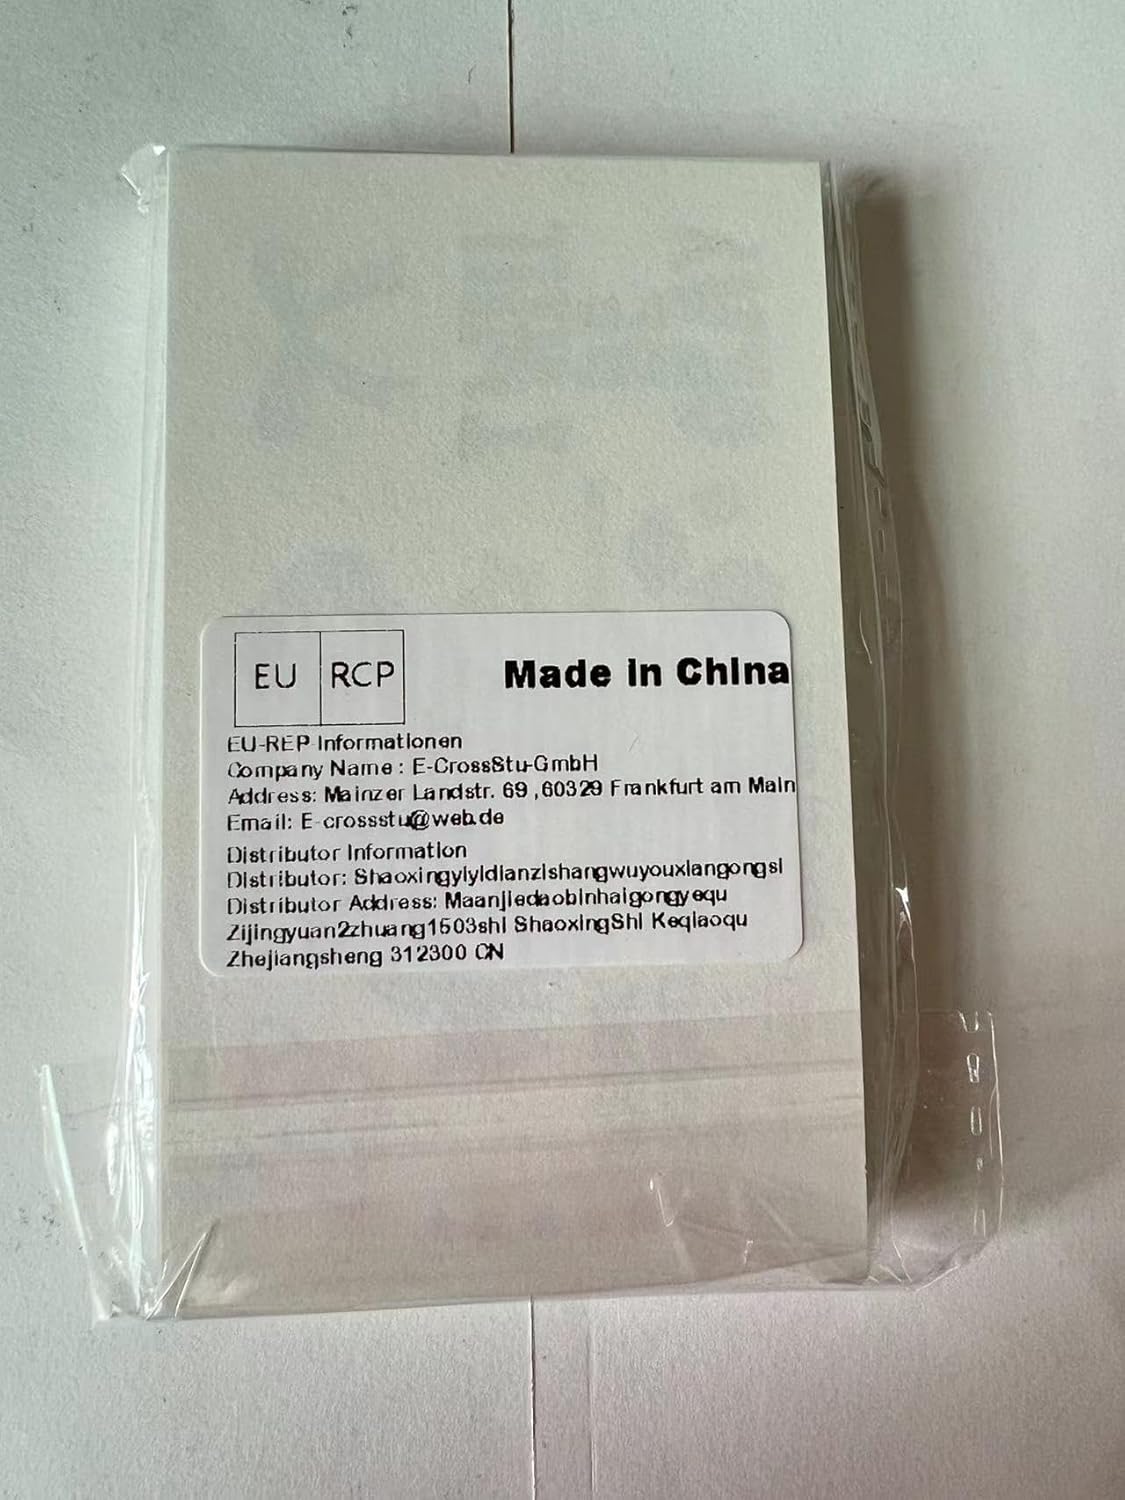 EU RCP
Made in China
EU-REP Informationen
Company Name : E-CrossStu-GmbH
Address: Mainzer Landstr. 69 ,60329 Frankfurt am Main
Email: E-crossstu@web.de
Distributor Information
Distributor: Shaoxingyiyidianzishangwuyouxiangongsi
Distributor Address: Maanjiedaobinhaigongyequ
Zijingyuan2zhuang1503shi ShaoxingShi Keqiaoqu
Zhejiangsheng 312300 CN